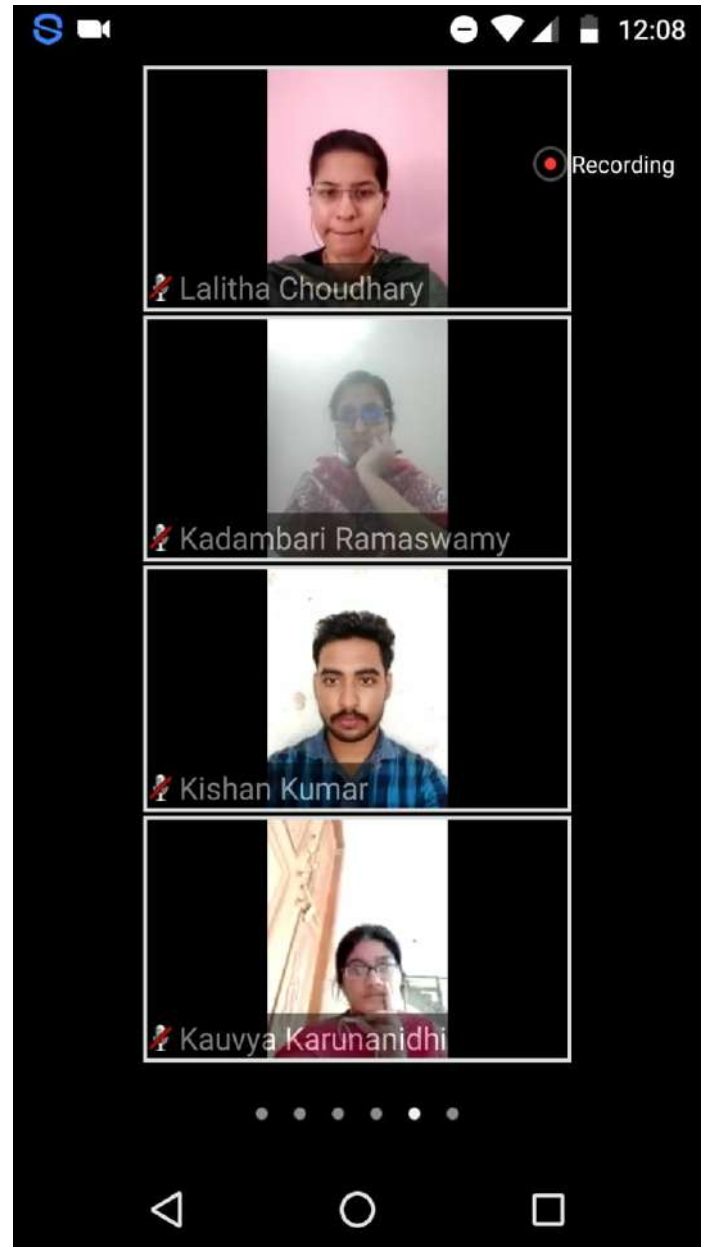 12:08
Recording
Lalitha Choudhary
Kadambari Ramaswamy
Kishan Kumar
Kauvya Karunanidhi